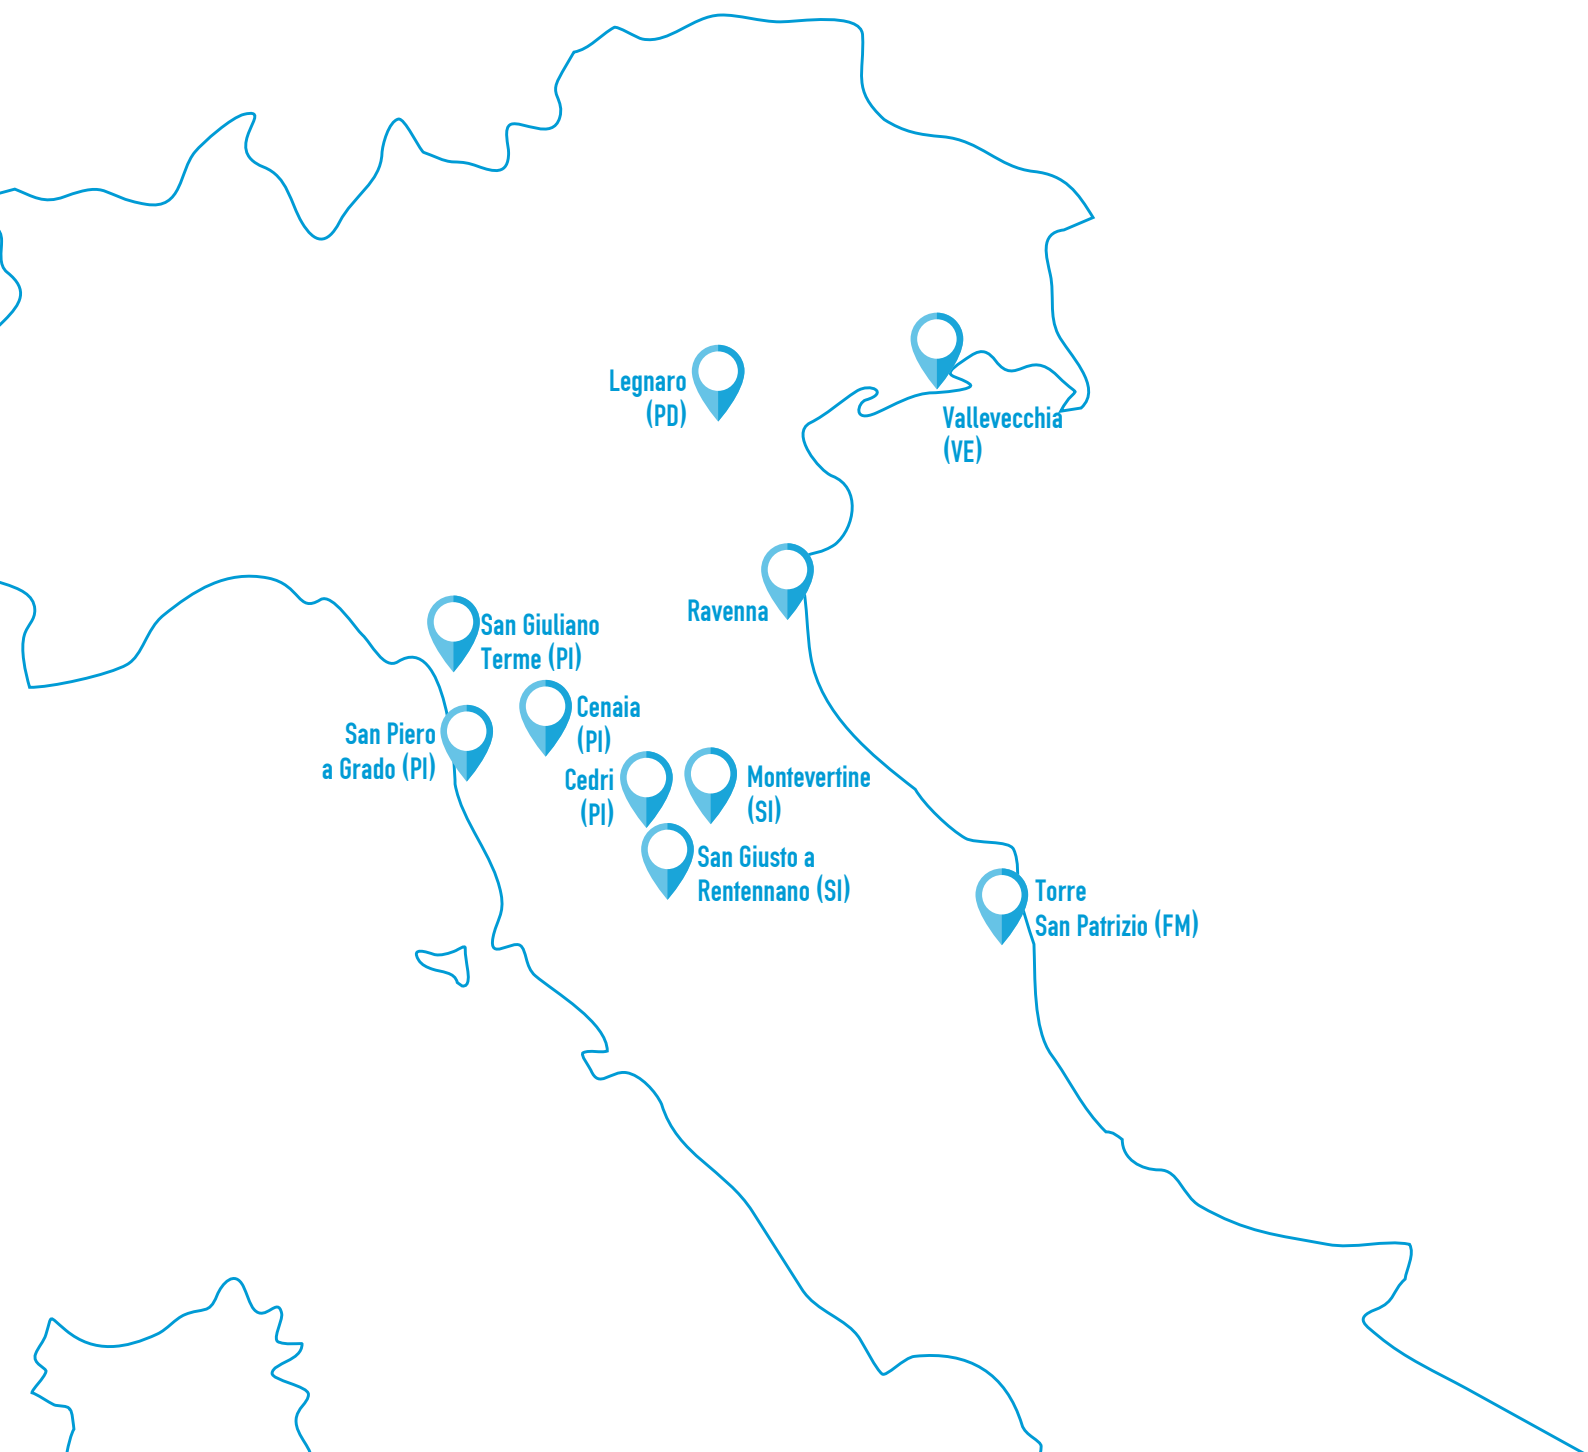 Legnaro
(PD)
Vallevecchia
(VE)
Ravenna
San Giuliano
Terme (PI)
Cenaia
(PI)
San Piero
a Grado (PI)
Cedri
(PI)
Montevertine
(SI)
San Giusto a
Rentennano (SI)
Torre
San Patrizio (FM)